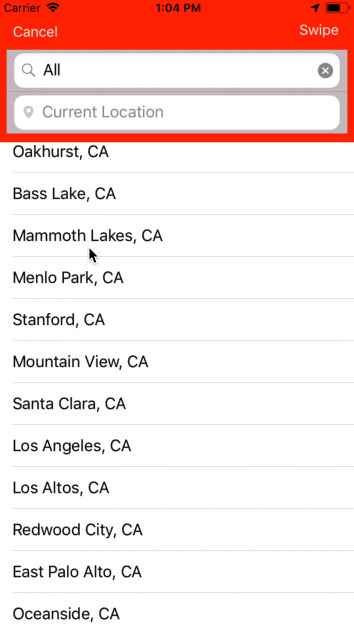 Carrier 1:04 PM
Cancel Swipe
All
Current Location
Oakhurst, CA
Bass Lake, CA
Mammoth Lakes, CA
Menlo Park, CA
Stanford, CA
Mountain View, CA
Santa Clara, CA
Los Angeles, CA
Los Altos, CA
Redwood City, CA
East Palo Alto, CA
Oceanside, CA